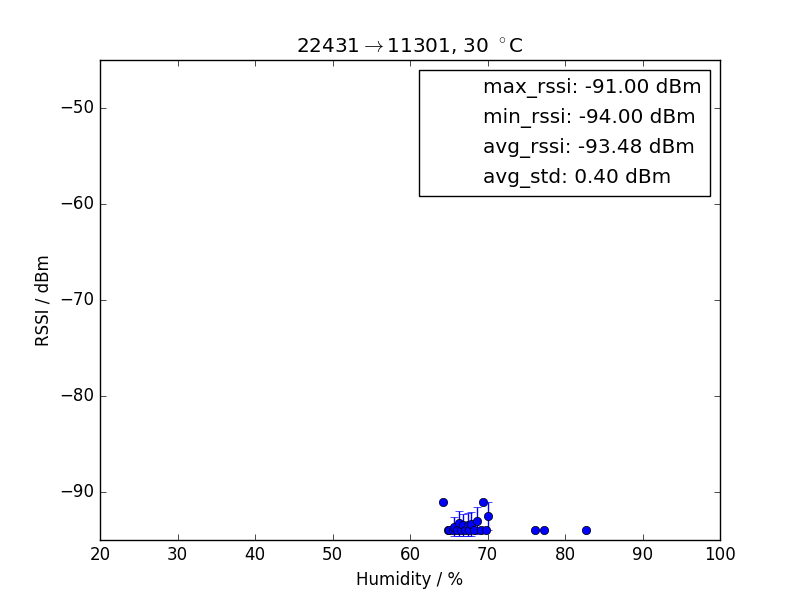 22431→11301, 30 °C
max_rssi: -91.00 dBm
min_rssi: -94.00 dBm
avg_rssi: -93.48 dBm
avg_std: 0.40 dBm
−50
−60
−70
−80
−90
RSSI / dBm
20 30 40 50 60 70 80 90 100
Humidity / %